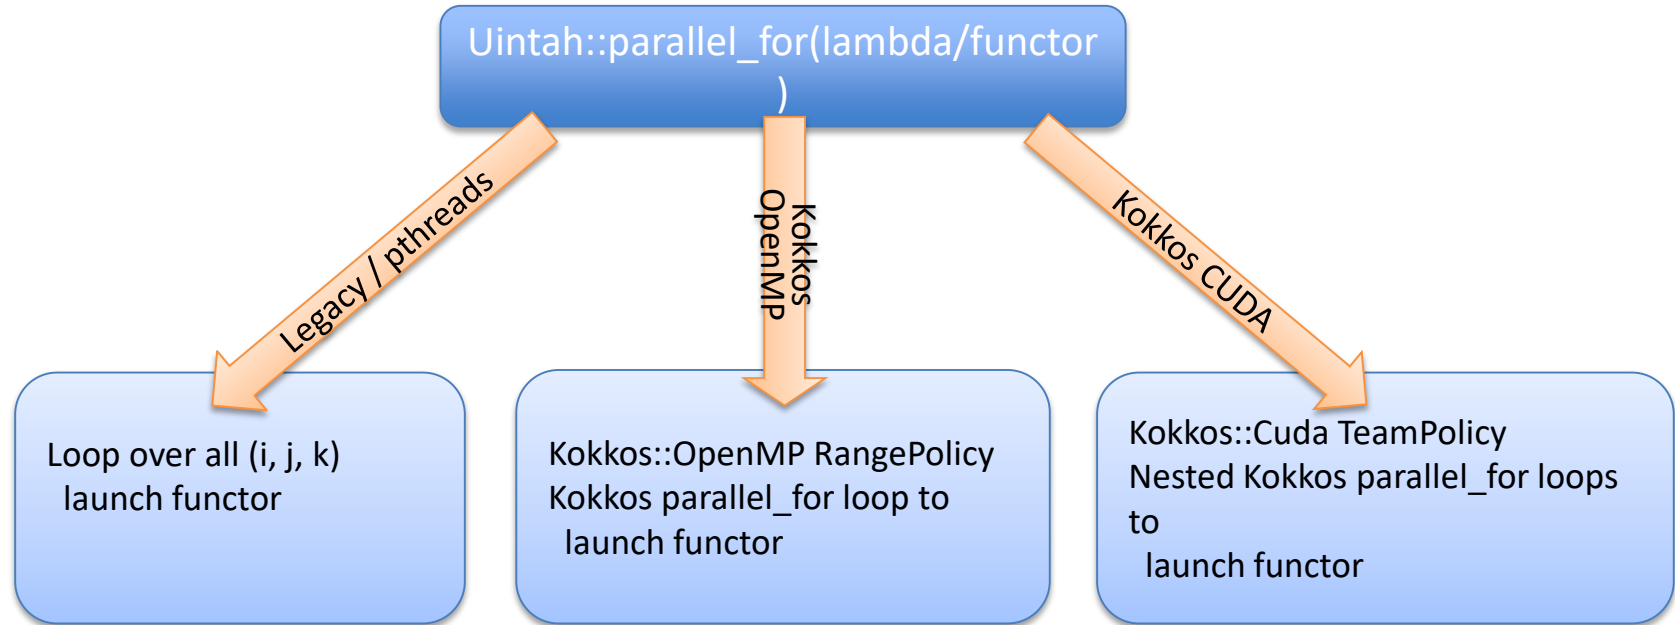 Uintah::parallel_for(lambda/functor
)
Legacy / pthreads
Kokkos
OpenMP
Kokkos CUDA
Loop over all (i, j, k)
launch functor
Kokkos::OpenMP RangePolicy
Kokkos parallel_for loop to
launch functor
Kokkos::Cuda TeamPolicy
Nested Kokkos parallel_for loops
to
launch functor